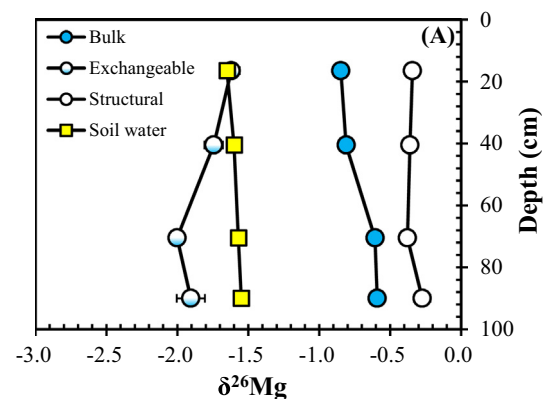 (A)
Bulk
Exchangeable
Structural
Soil water
0
20
40
60
80
100
Depth (cm)
-3.0 -2.5 -2.0 -1.5 -1.0 -0.5 0.0
δ²⁶Mg